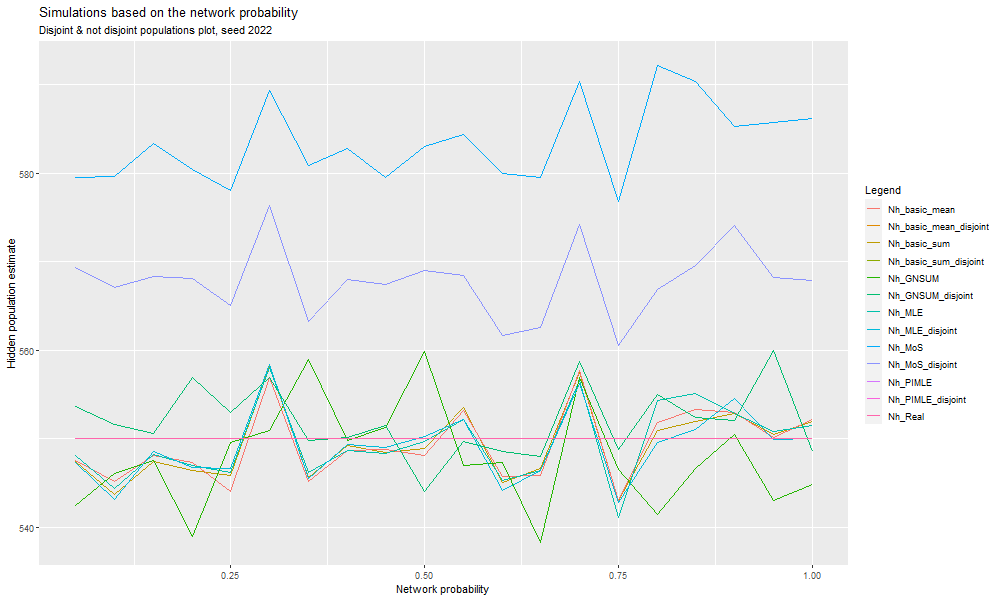 Simulations based on the network probability
Disjoint & not disjoint populations plot, seed 2022
Hidden population estimate
580
560
540
0.25
0.50
0.75
1.00
Network probability
Legend
Nh_basic_mean
Nh_basic_mean_disjoint
Nh_basic_sum
Nh_basic_sum_disjoint
Nh_GNSUM
Nh_GNSUM_disjoint
Nh_MLE
Nh_MLE_disjoint
Nh_MoS
Nh_MoS_disjoint
Nh_PIMLE
Nh_PIMLE_disjoint
Nh_Real